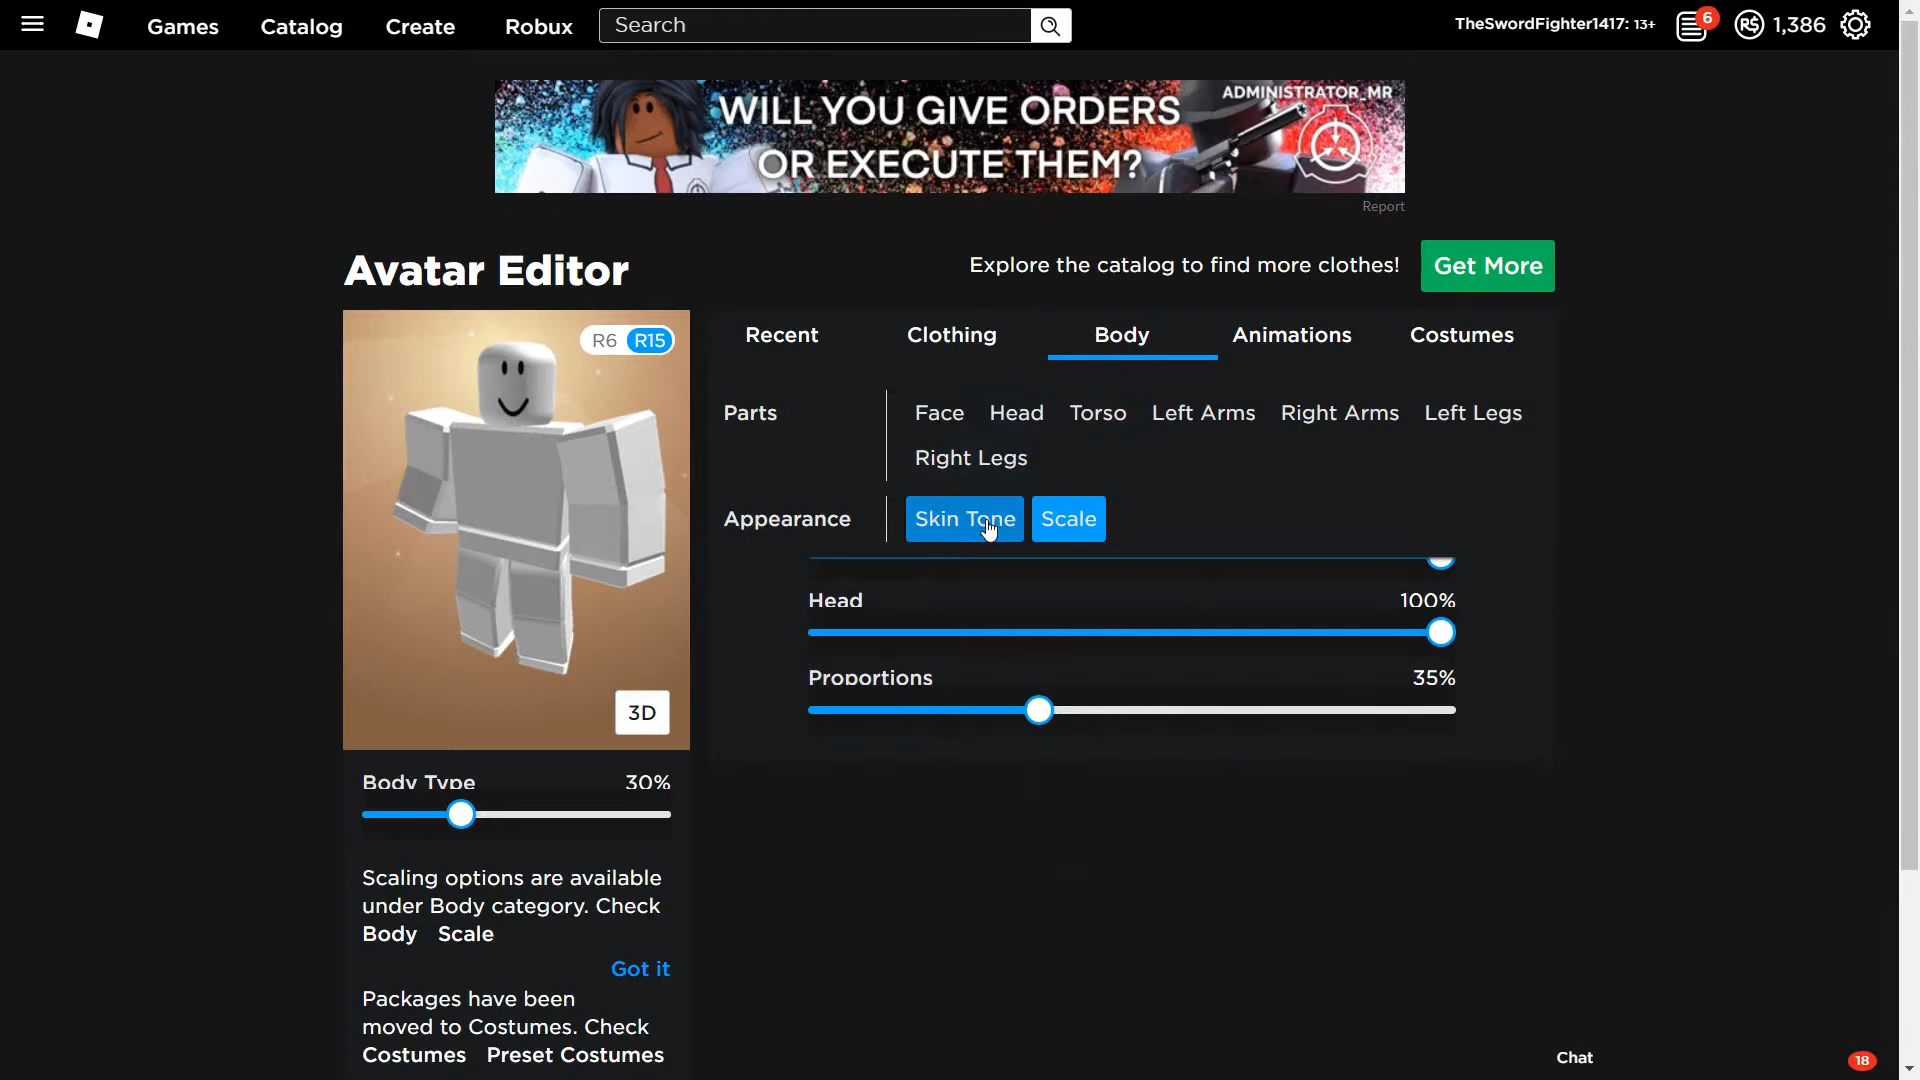 Games Catalog Create Robux Search TheSwordFighter1417: 13+ 6 R$ 1,386
WILL YOU GIVE ORDERS
OR EXECUTE THEM?
ADMINISTRATOR_MR
Report
Avatar Editor
Explore the catalog to find more clothes! Get More
R6 R15
3D
Recent Clothing Body Animations Costumes
Parts Face Head Torso Left Arms Right Arms Left Legs
Right Legs
Appearance Skin Tone Scale
Head 100%
Proportions 35%
Body Type 30%
Scaling options are available
under Body category. Check
Body Scale
Got it
Packages have been
moved to Costumes. Check
Costumes Preset Costumes
Chat 18